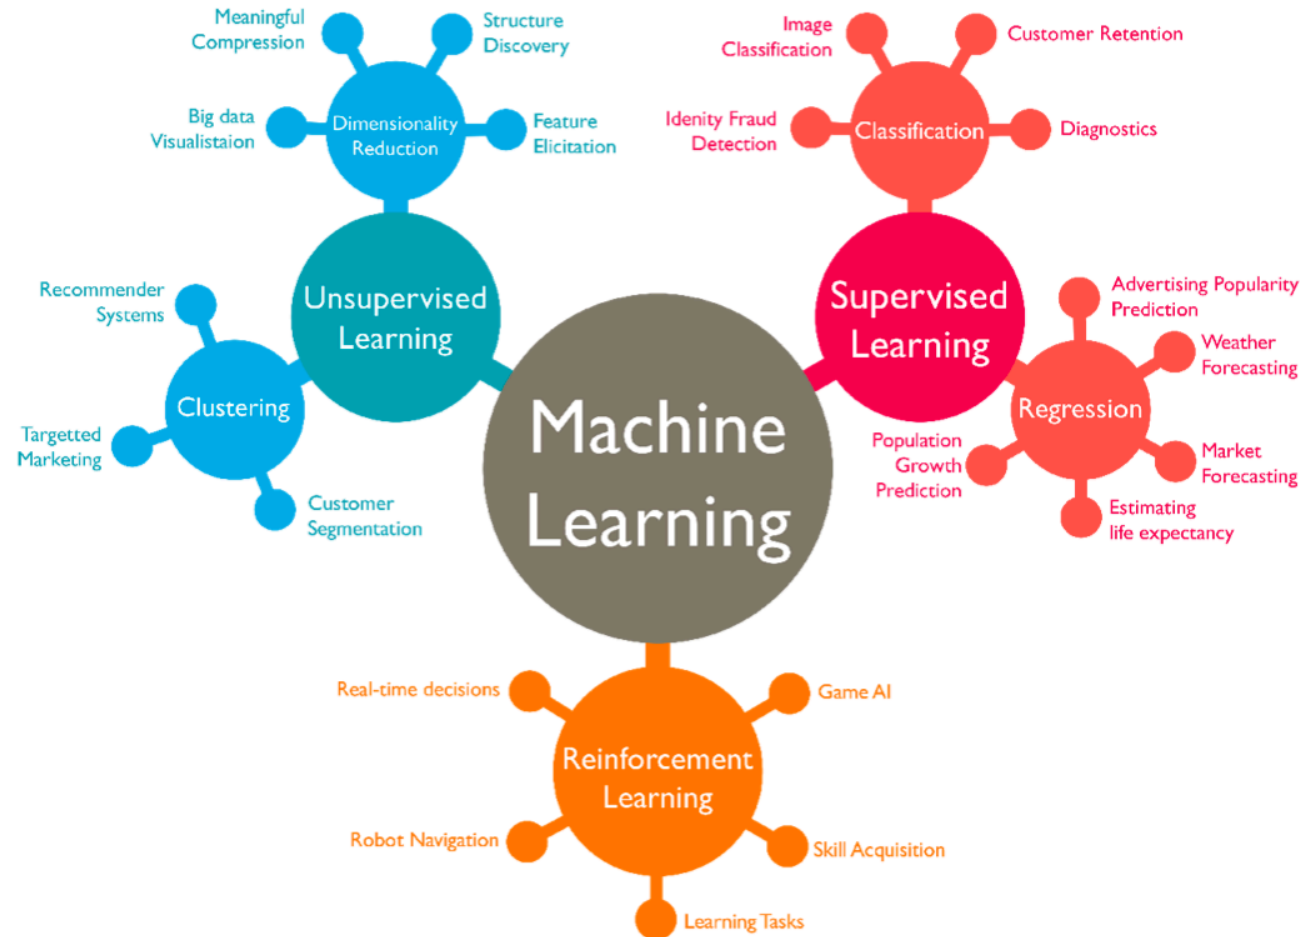 Meaningful
Compression
Structure
Discovery
Big data
Visualistaion
Dimensionality
Reduction
Feature
Elicitation
Image
Classification
Customer Retention
Idenity Fraud
Detection
Classification
Diagnostics
Recommender
Systems
Unsupervised
Learning
Clustering
Targetted
Marketing
Customer
Segmentation
Supervised
Learning
Advertising Popularity
Prediction
Weather
Forecasting
Regression
Population
Growth
Prediction
Market
Forecasting
Estimating
life expectancy
Machine
Learning
Real-time decisions
Game AI
Reinforcement
Learning
Robot Navigation
Skill Acquisition
Learning Tasks